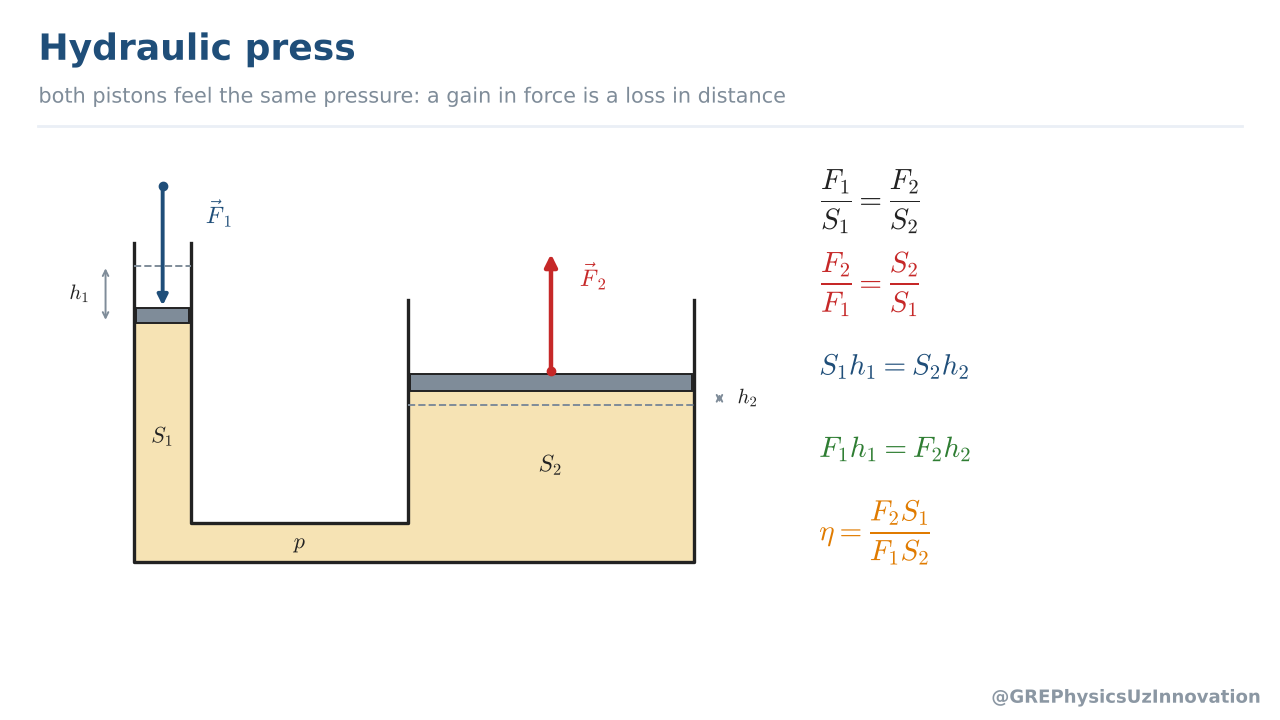 Hydraulic press
both pistons feel the same pressure: a gain in force is a loss in distance
F⃗₁
h₁
F⃗₂
h₂
S₁
S₂
p
F₁/S₁ = F₂/S₂
F₂/F₁ = S₂/S₁
S₁h₁ = S₂h₂
F₁h₁ = F₂h₂
η = F₂S₁/F₁S₂
@GREPhysicsUzInnovation